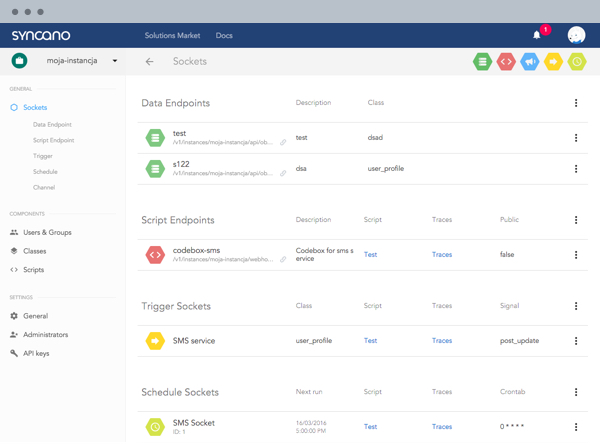 syncano
Solutions Market
Docs
1
moja-instancja
Sockets
GENERAL
Sockets
Data Endpoint
Script Endpoint
Trigger
Schedule
Channel
COMPONENTS
Users & Groups
Classes
Scripts
SETTINGS
General
Administrators
API keys
Data Endpoints Description Class
test test dsad
/v1/instances/moja-instancja/api/ob...
s122 dsa user_profile
/v1/instances/moja-instancja/api/ob...
Script Endpoints Description Script Traces Public
codebox-sms Codebox for sms s
ervice Test Traces false
/v1/instances/moja-instancja/webho...
Trigger Sockets Class Script Traces Signal
SMS service user_profile Test Traces post_update
Schedule Sockets Next run Script Traces Crontab
SMS Socket 16/03/2016
5:00:00 PM Test Traces 0 * * * *
ID: 1